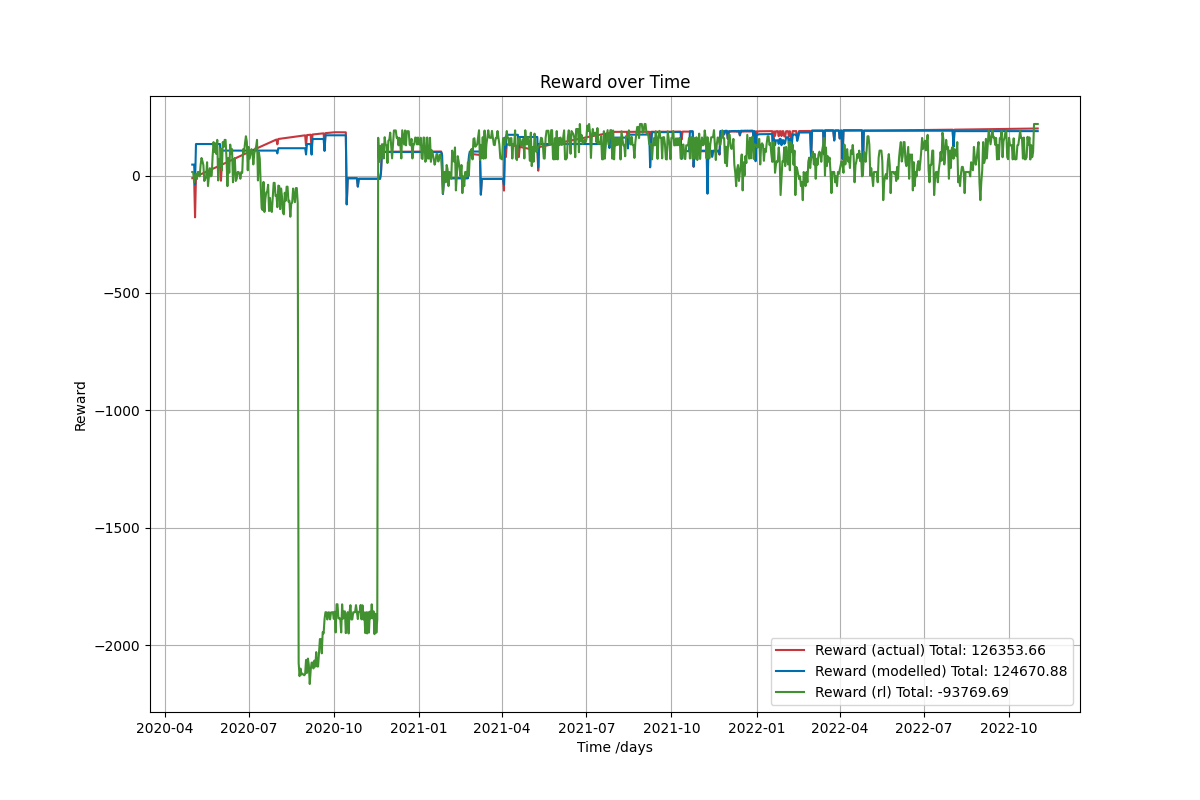 Reward over Time
Reward
0
−500
−1000
−1500
−2000
2020-04 2020-07 2020-10 2021-01 2021-04 2021-07 2021-10 2022-01 2022-04 2022-07 2022-10
Time /days
Reward (actual) Total: 126353.66
Reward (modelled) Total: 124670.88
Reward (rl) Total: -93769.69